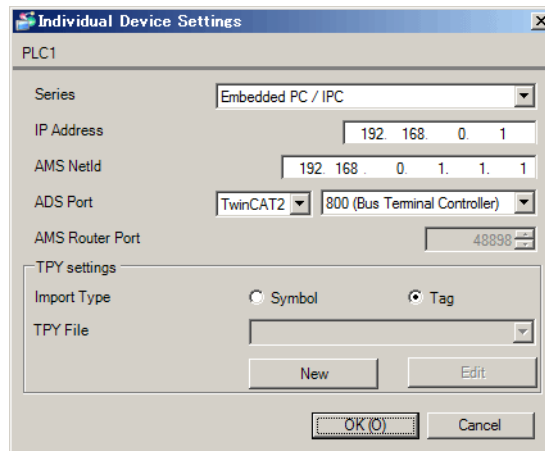 Individual Device Settings
PLC1
Series Embedded PC / IPC
IP Address 192. 168. 0. 1
AMS NetId 192. 168. 0. 1. 1. 1
ADS Port TwinCAT2 800 (Bus Terminal Controller)
AMS Router Port 48898
TPY settings
Import Type Symbol Tag
TPY File
New Edit
OK(O) Cancel